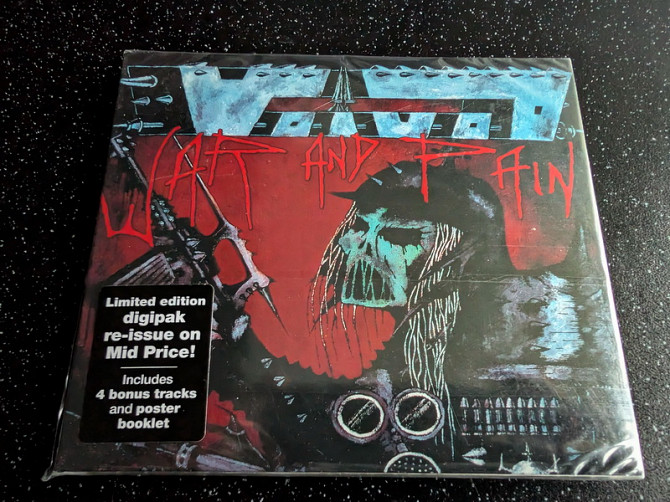 VOIVOD
WAR AND PAIN
Limited edition
digipak
re-issue on
Mid Price!
Includes
4 bonus tracks
and poster
booklet